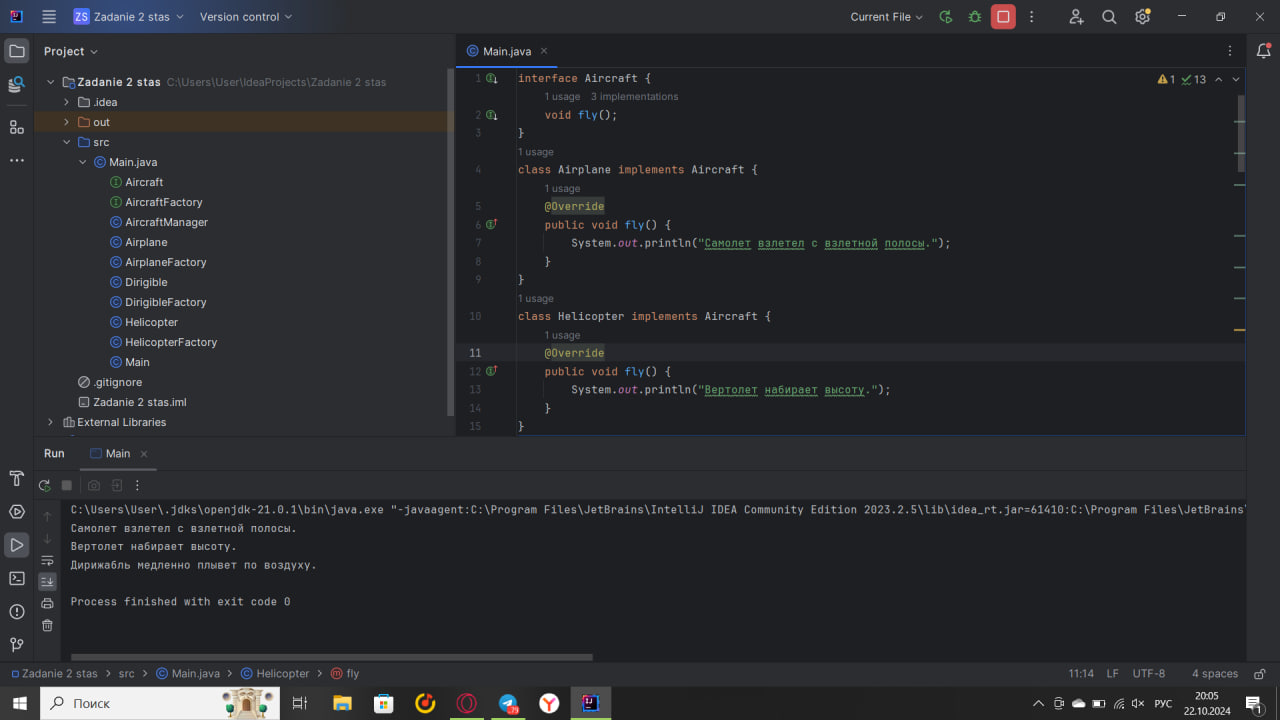 ZS Zadanie 2 stas Version control Current File
Project
Main.java
Zadanie 2 stas C:\Users\User\IdeaProjects\Zadanie 2 stas
.idea
out
src
Main.java
Aircraft
AircraftFactory
AircraftManager
Airplane
AirplaneFactory
Dirigible
DirigibleFactory
Helicopter
HelicopterFactory
Main
.gitignore
Zadanie 2 stas.iml
External Libraries
1 13
1 interface Aircraft {
1 usage 3 implementations
2 void fly();
3 }
1 usage
4 class Airplane implements Aircraft {
1 usage
5 @Override
6 public void fly() {
7 System.out.println("Самолет взлетел с взлетной полосы.");
8 }
9 }
1 usage
10 class Helicopter implements Aircraft {
1 usage
11 @Override
12 public void fly() {
13 System.out.println("Вертолет набирает высоту.");
14 }
15 }
Run Main
C:\Users\User\.jdks\openjdk-21.0.1\bin\java.exe "-javaagent:C:\Program Files\JetBrains\IntelliJ IDEA Community Edition 2023.2.5\lib\idea_rt.jar=61410:C:\Program Files\JetBrains\
Самолет взлетел с взлетной полосы.
Вертолет набирает высоту.
Дирижабль медленно плывет по воздуху.
Process finished with exit code 0
Zadanie 2 stas src Main.java Helicopter fly 11:14 LF UTF-8 4 spaces
Поиск
79
РУС
20:05
22.10.2024
1